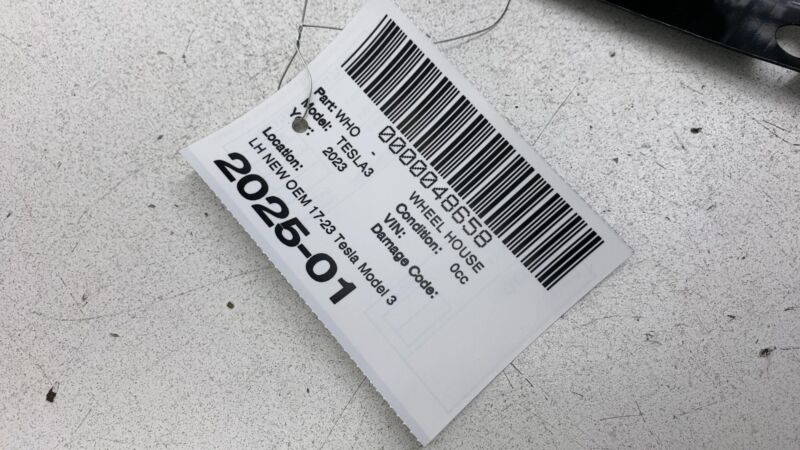 0000048658
Part: WHO - WHEEL HOUSE
Model: TESLA3 Condition: 0cc
Year: 2023 VIN:
Damage Code:
Location:
LH NEW OEM 17-23 Tesla Model 3
2025-01